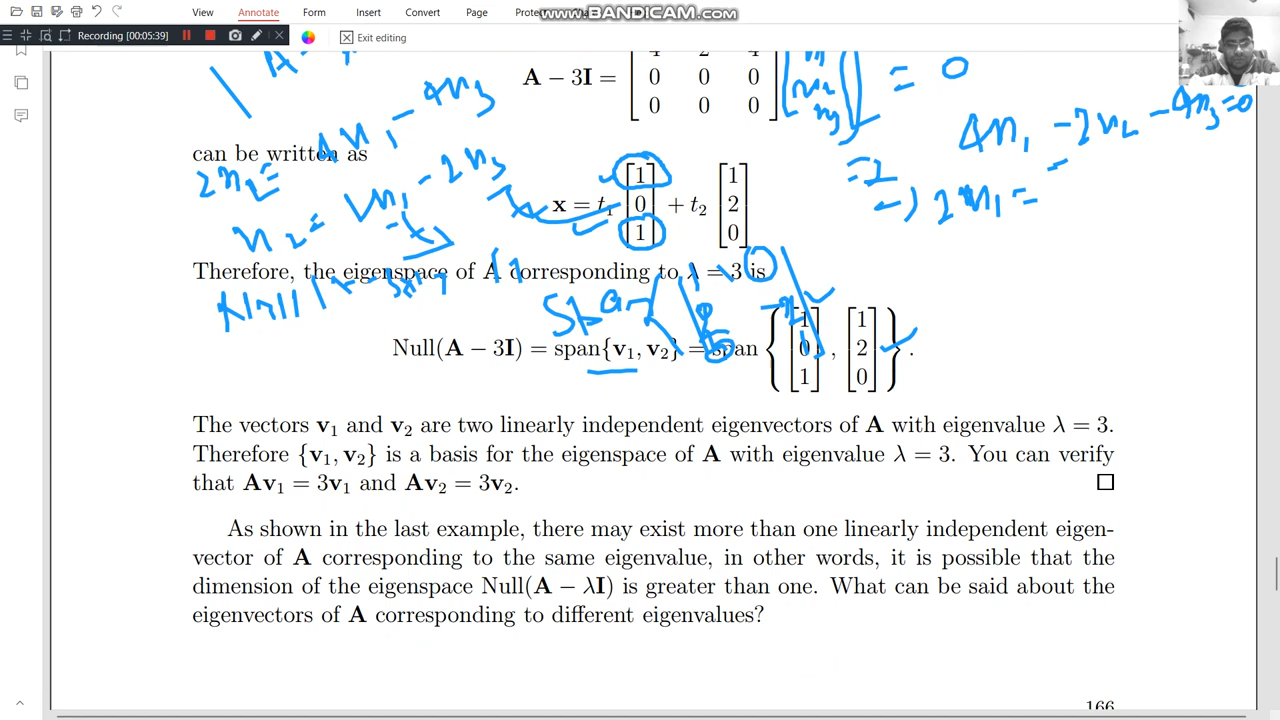 View Annotate Form Insert Convert Page Protect
www.BANDICAM.com
Recording [00:05:39]
Exit editing
A − 3I = [ 0 0 0 ] = 0
0 0 0
4x₁ − 2x₂ − 4x₃ = 0
can be written as
2x₂ = 4x₁ − 4x₃
x₂ = 2x₁ − 2x₃
x = t₁ [1 0 1] + t₂ [1 2 0]
Therefore, the eigenspace of A corresponding to λ = 3 is
Null(A − 3I) = span{v₁, v₂} = span { [1 0 1], [1 2 0] }.
The vectors v₁ and v₂ are two linearly independent eigenvectors of A with eigenvalue λ = 3.
Therefore {v₁, v₂} is a basis for the eigenspace of A with eigenvalue λ = 3. You can verify
that Av₁ = 3v₁ and Av₂ = 3v₂.
As shown in the last example, there may exist more than one linearly independent eigen-
vector of A corresponding to the same eigenvalue, in other words, it is possible that the
dimension of the eigenspace Null(A − λI) is greater than one. What can be said about the
eigenvectors of A corresponding to different eigenvalues?
166